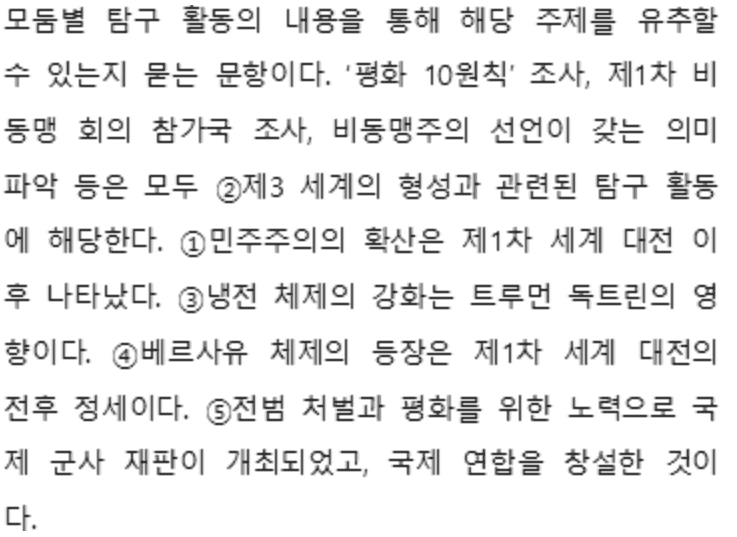 모둠별 탐구 활동의 내용을 통해 해당 주제를 유추할
수 있는지 묻는 문항이다. ‘평화 10원칙’ 조사, 제1차 비
동맹 회의 참가국 조사, 비동맹주의 선언이 갖는 의미
파악 등은 모두 ②제3 세계의 형성과 관련된 탐구 활동
에 해당한다. ①민주주의의 확산은 제1차 세계 대전 이
후 나타났다. ③냉전 체제의 강화는 트루먼 독트린의 영
향이다. ④베르사유 체제의 등장은 제1차 세계 대전의
전후 정세이다. ⑤전범 처벌과 평화를 위한 노력으로 국
제 군사 재판이 개최되었고, 국제 연합을 창설한 것이
다.